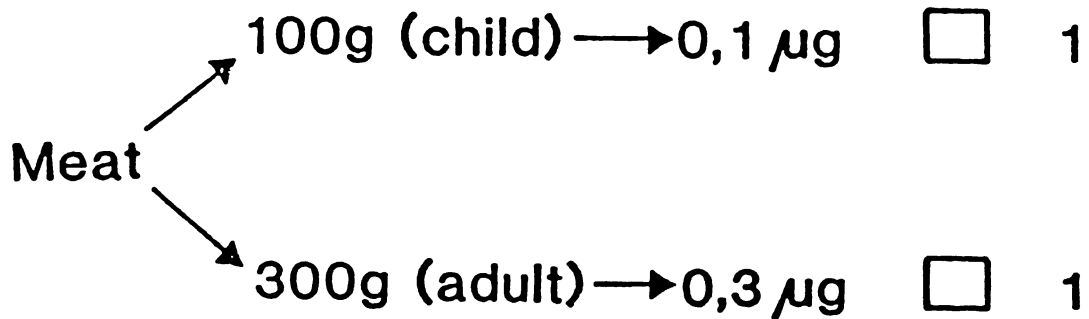 100g (child) → 0,1 µg □ 1
Meat
300g (adult) → 0,3 µg □ 1